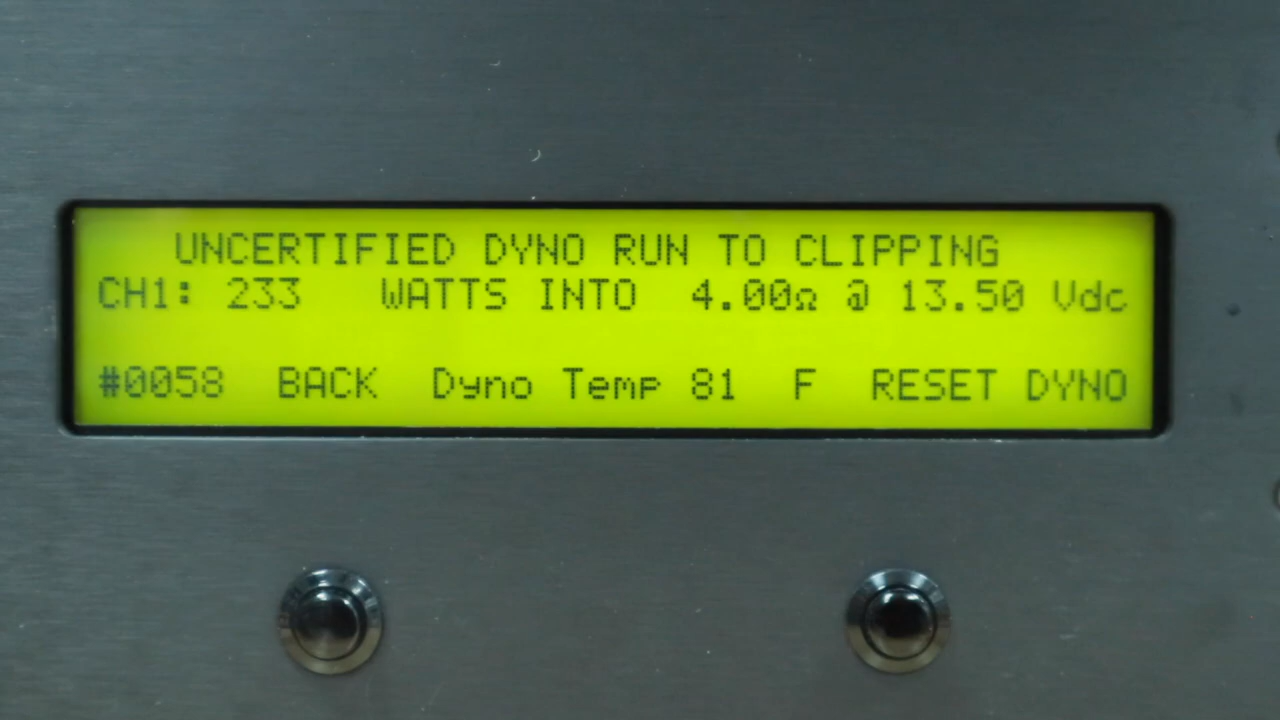 UNCERTIFIED DYNO RUN TO CLIPPING
CH1: 233 WATTS INTO 4.00Ω @ 13.50 Vdc
#0058 BACK Dyno Temp 81 F RESET DYNO